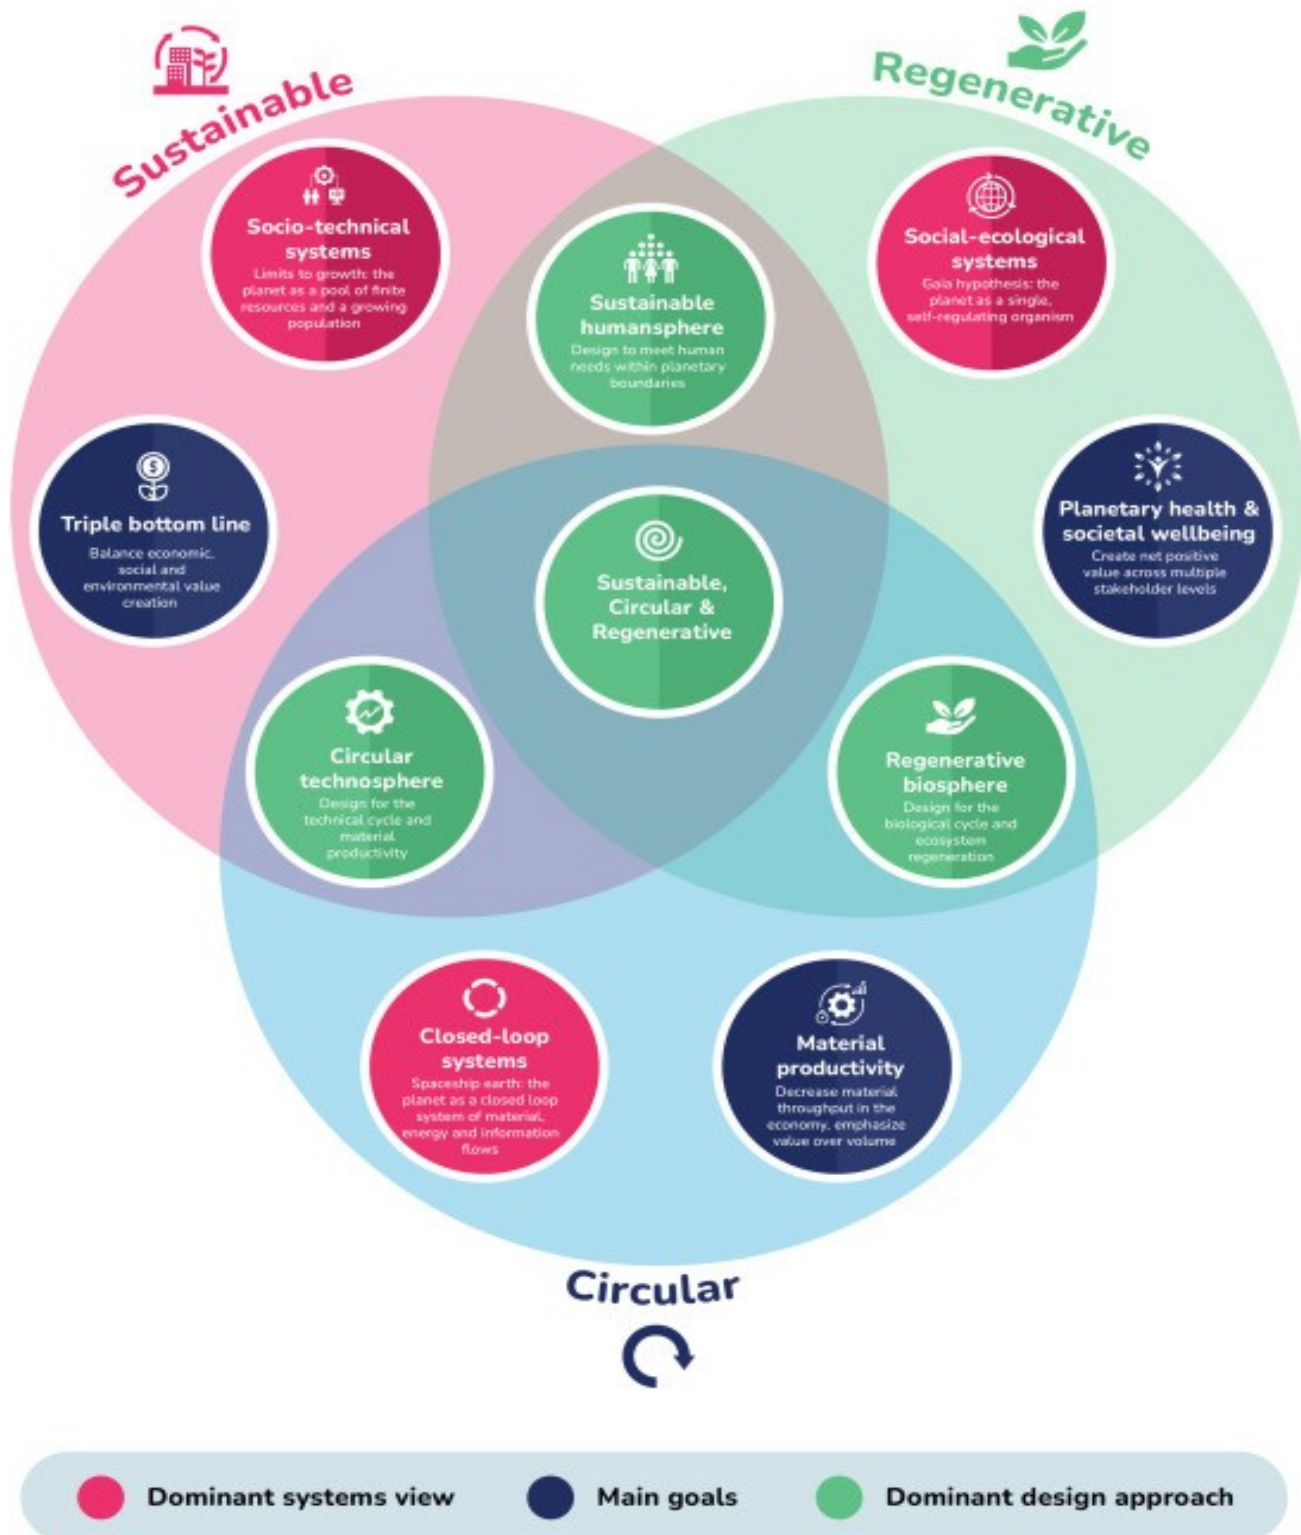 Sustainable
Regenerative
Socio-technical
systems
Limits to growth: the
planet as a pool of finite
resources and a growing
population
Sustainable
humansphere
Design to meet human
needs within planetary
boundaries
Social-ecological
systems
Gaia hypothesis: the
planet as a single,
self-regulating organism
Triple bottom line
Balance economic,
social and
environmental value
creation
Sustainable,
Circular &
Regenerative
Planetary health &
societal wellbeing
Create net positive
value across multiple
stakeholder levels
Circular
technosphere
Design for the
technical cycle and
material
productivity
Regenerative
biosphere
Design for the
biological cycle and
ecosystem
regeneration
Closed-loop
systems
Spaceship earth: the
planet as a closed loop
system of material,
energy and information
flows
Material
productivity
Decrease material
throughput in the
economy, emphasize
value over volume
Circular
Dominant systems view
Main goals
Dominant design approach